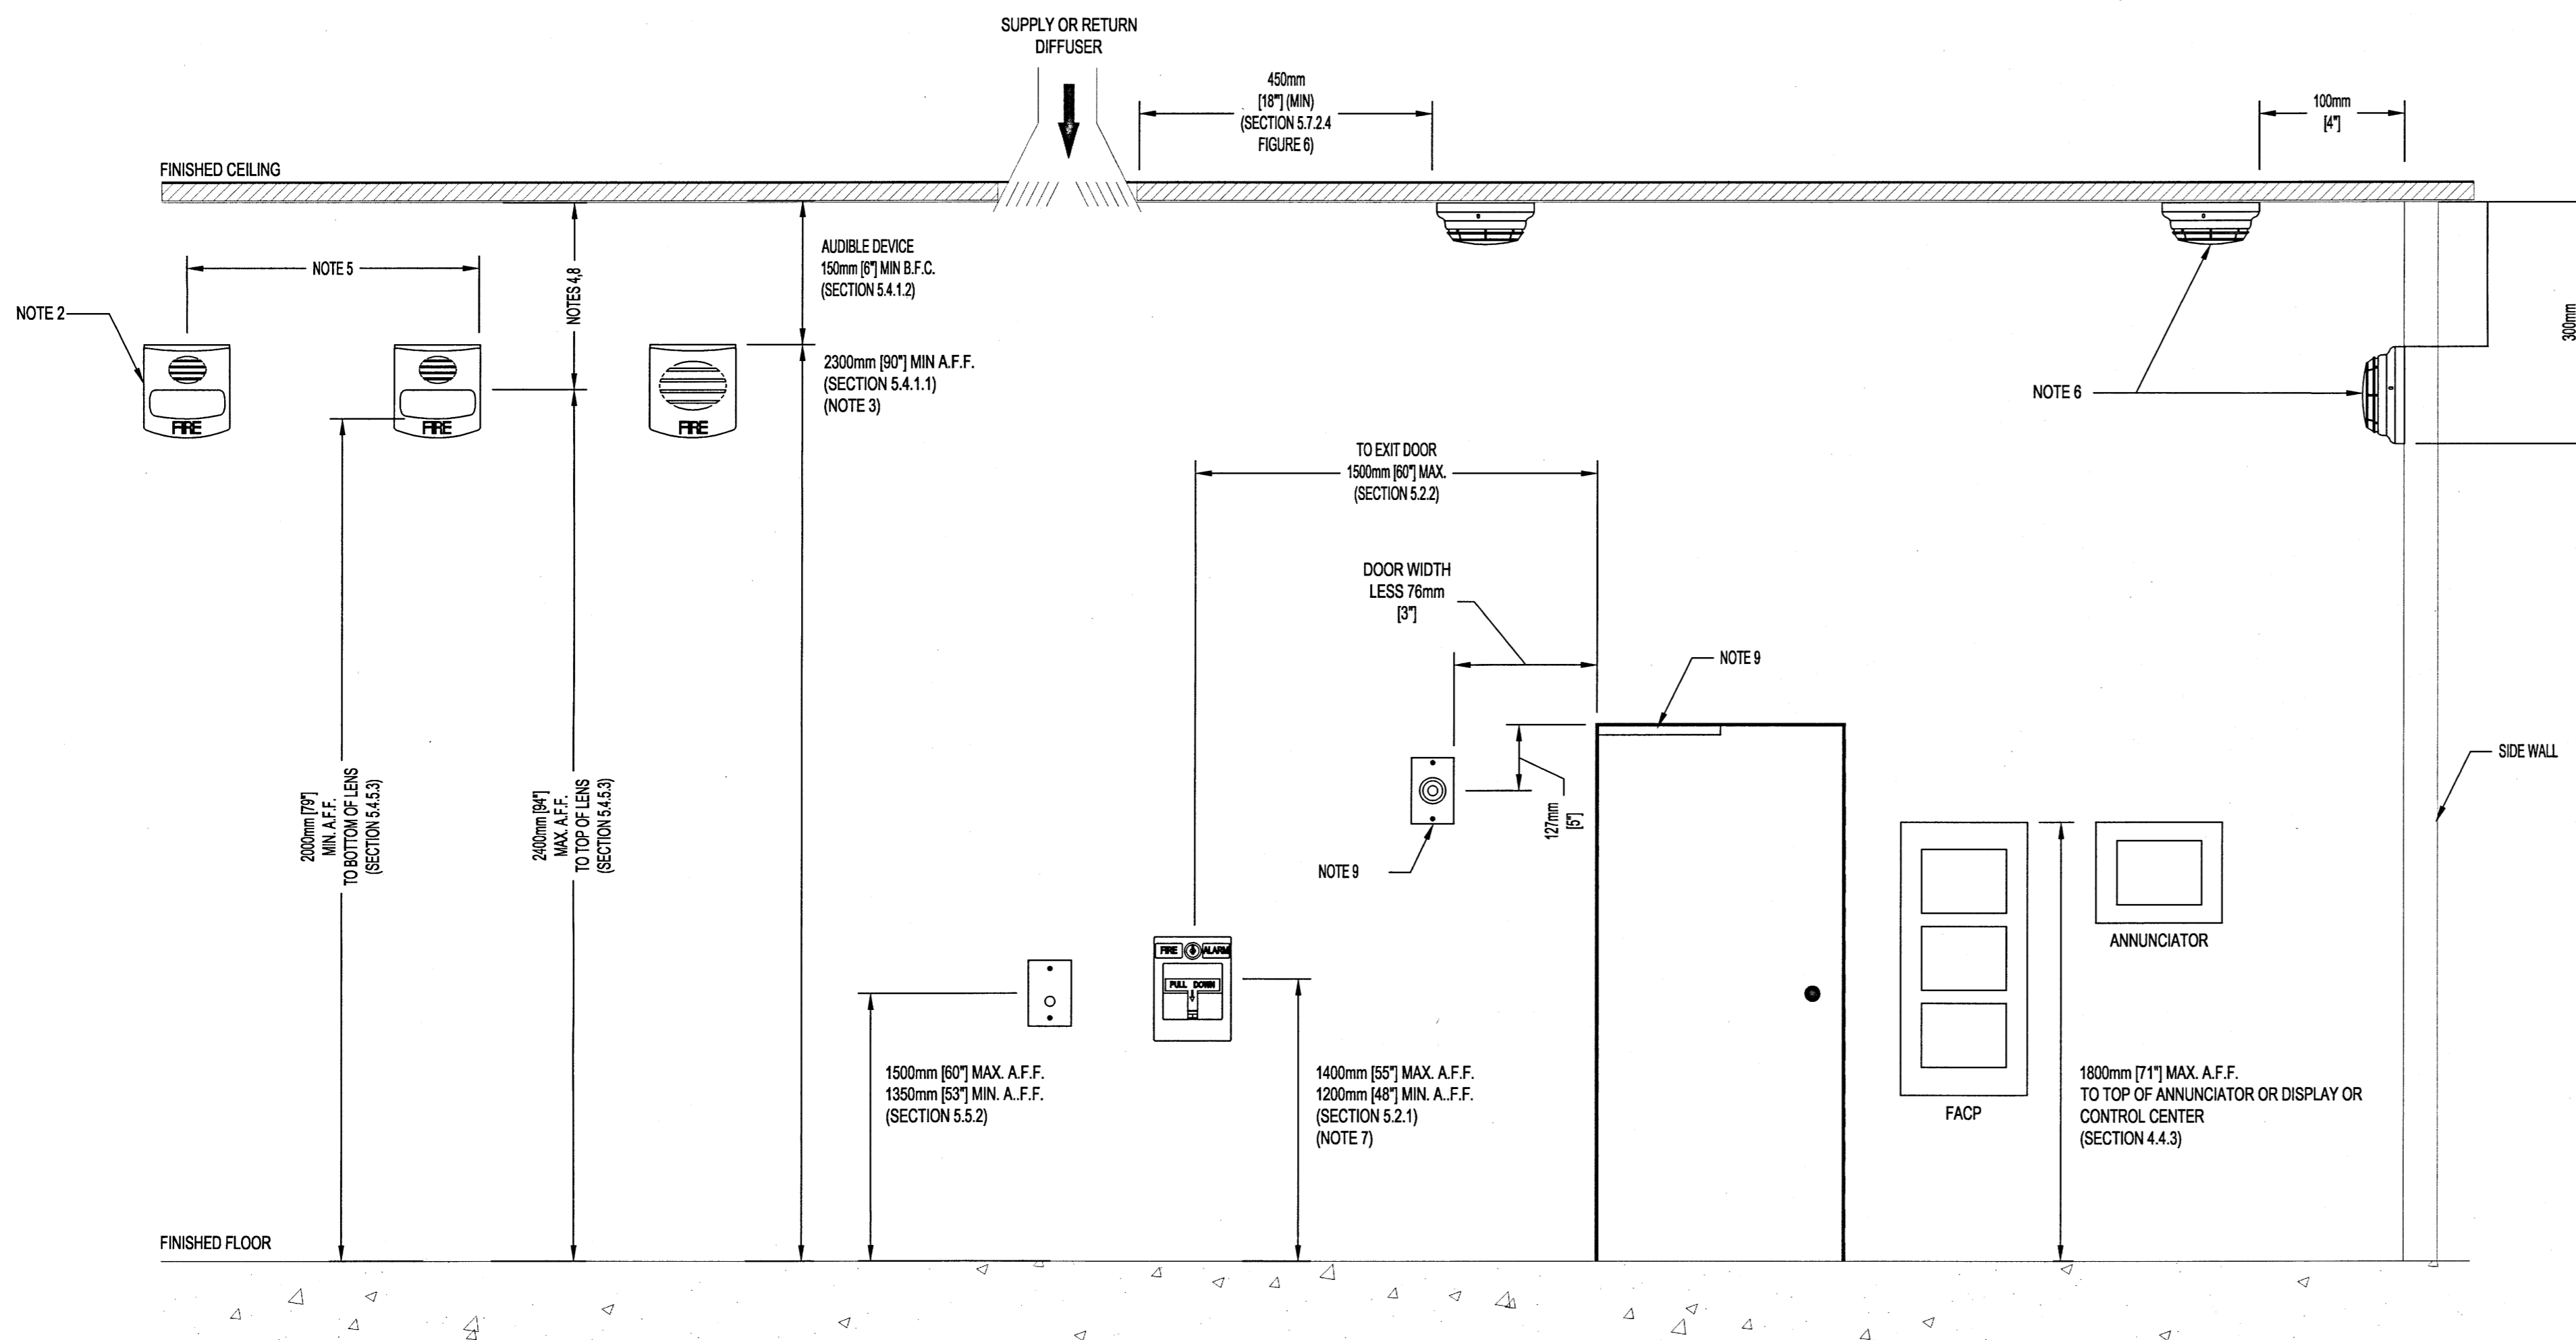 SUPPLY OR RETURN
DIFFUSER
450mm
[18"] (MIN)
(SECTION 5.7.2.4
FIGURE 6)
100mm
[4"]
FINISHED CEILING
AUDIBLE DEVICE
150mm [6"] MIN B.F.C.
(SECTION 5.4.1.2)
NOTE 5
NOTES 4,8
NOTE 2
300mm
2300mm [90"] MIN A.F.F.
(SECTION 5.4.1.1)
(NOTE 3)
NOTE 6
FIRE
FIRE
FIRE
TO EXIT DOOR
1500mm [60"] MAX.
(SECTION 5.2.2)
DOOR WIDTH
LESS 76mm
[3"]
NOTE 9
SIDE WALL
2000mm [79"]
MIN. A.F.F.
TO BOTTOM OF LENS
(SECTION 5.4.5.3)
2400mm [94"]
MAX. A.F.F.
TO TOP OF LENS
(SECTION 5.4.5.3)
127mm
[5"]
NOTE 9
FIRE ALARM
PULL DOWN
ANNUNCIATOR
1500mm [60"] MAX. A.F.F.
1350mm [53"] MIN. A..F.F.
(SECTION 5.5.2)
1400mm [55"] MAX. A.F.F.
1200mm [48"] MIN. A..F.F.
(SECTION 5.2.1)
(NOTE 7)
FACP
1800mm [71"] MAX. A.F.F.
TO TOP OF ANNUNCIATOR OR DISPLAY OR
CONTROL CENTER
(SECTION 4.4.3)
FINISHED FLOOR